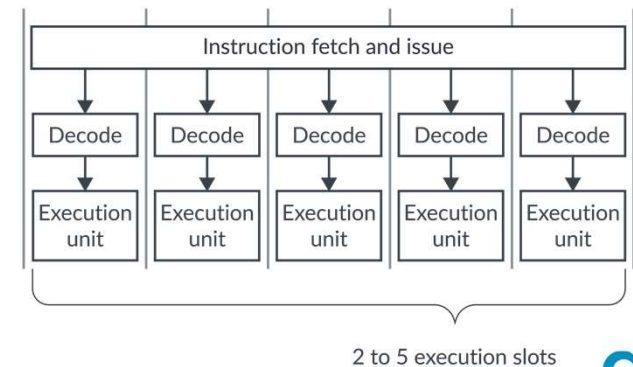 Instruction fetch and issue
Decode Decode Decode Decode Decode
Execution Execution Execution Execution Execution
unit unit unit unit unit
2 to 5 execution slots